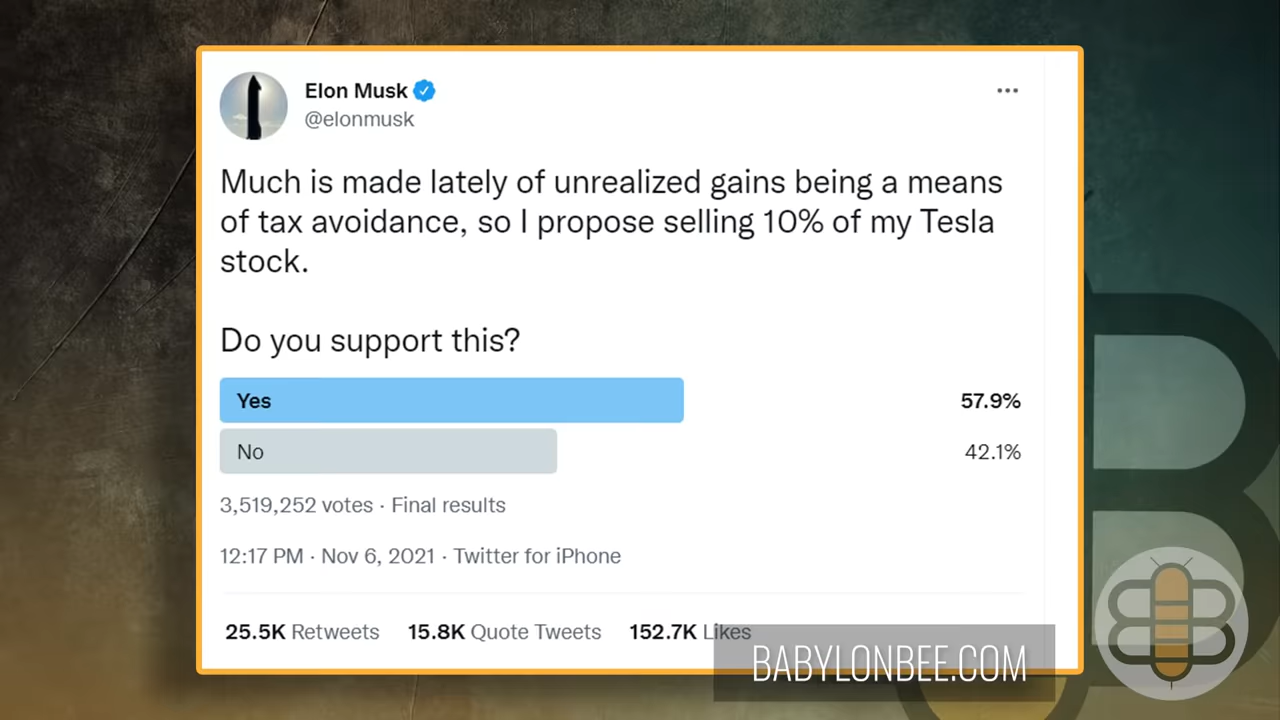 Elon Musk
@elonmusk
Much is made lately of unrealized gains being a means
of tax avoidance, so I propose selling 10% of my Tesla
stock.
Do you support this?
Yes 57.9%
No 42.1%
3,519,252 votes · Final results
12:17 PM · Nov 6, 2021 · Twitter for iPhone
25.5K Retweets 15.8K Quote Tweets 152.7K Likes
BABYLONBEE.COM